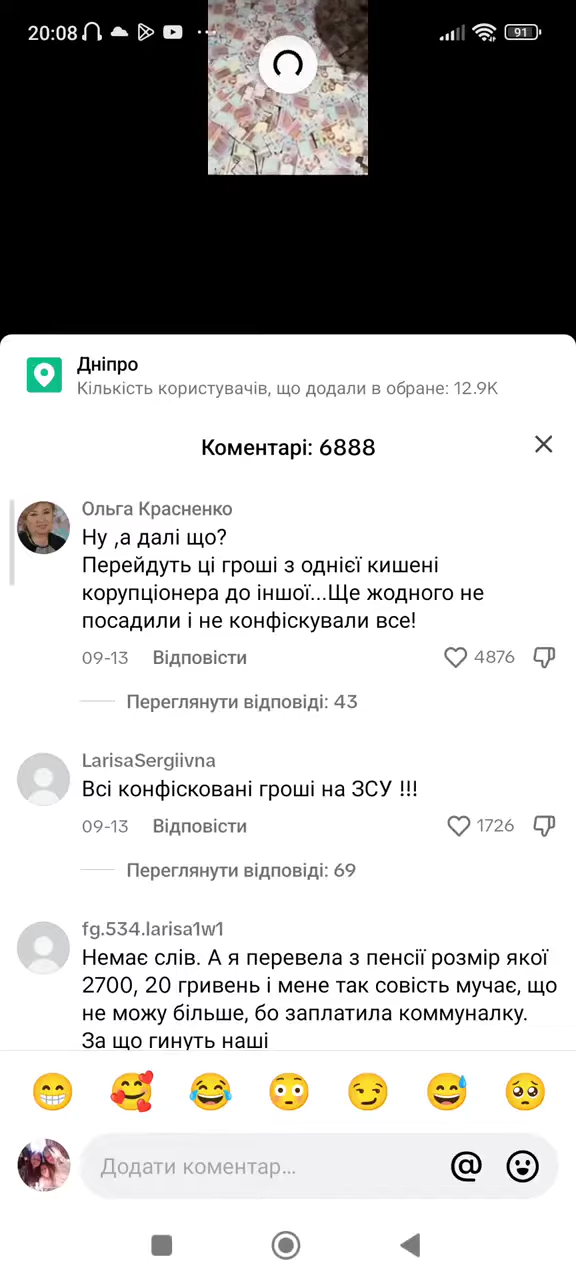 20:08
91
Дніпро
Кількість користувачів, що додали в обране: 12.9K
Коментарі: 6888
Ольга Красненко
Ну ,а далі що?
Перейдуть ці гроші з однієї кишені
корупціонера до іншої...Ще жодного не
посадили і не конфіскували все!
09-13 Відповісти 4876
Переглянути відповіді: 43
LarisaSergiivna
Всі конфісковані гроші на ЗСУ !!!
09-13 Відповісти 1726
Переглянути відповіді: 69
fg.534.larisa1w1
Немає слів. А я перевела з пенсії розмір якої
2700, 20 гривень і мене так совість мучає, що
не можу більше, бо заплатила коммуналку.
За що гинуть наші
Додати коментар...